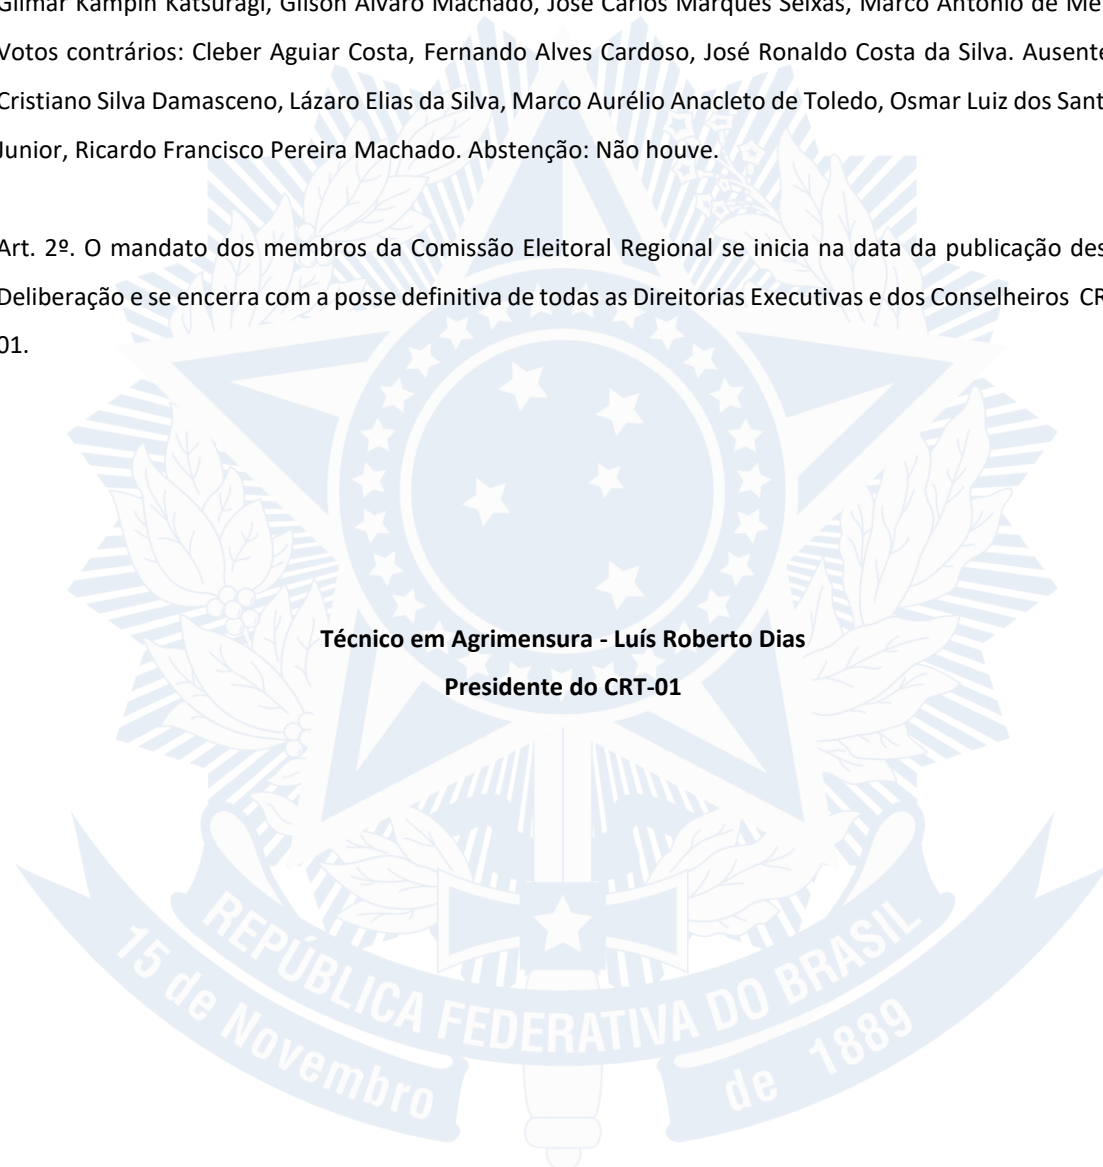 Gilmar Kampin Katsuragi, Gilson Alvaro Machado, José Carlos Marques Seixas, Marco Antônio de Me
Votos contrários: Cleber Aguiar Costa, Fernando Alves Cardoso, José Ronaldo Costa da Silva. Ausente
Cristiano Silva Damasceno, Lázaro Elias da Silva, Marco Aurélio Anacleto de Toledo, Osmar Luiz dos Sant
Junior, Ricardo Francisco Pereira Machado. Abstenção: Não houve.
Art. 2º. O mandato dos membros da Comissão Eleitoral Regional se inicia na data da publicação des
Deliberação e se encerra com a posse definitiva de todas as Direitorias Executivas e dos Conselheiros CR
01.
Técnico em Agrimensura - Luís Roberto Dias
Presidente do CRT-01
REPÚBLICA FEDERATIVA DO BRASIL
15 de Novembro de 1889